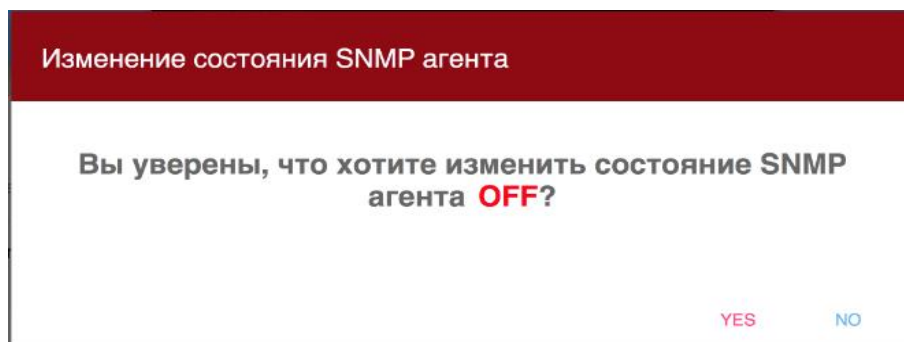 Изменение состояния SNMP агента
Вы уверены, что хотите изменить состояние SNMP
агента OFF?
YES NO